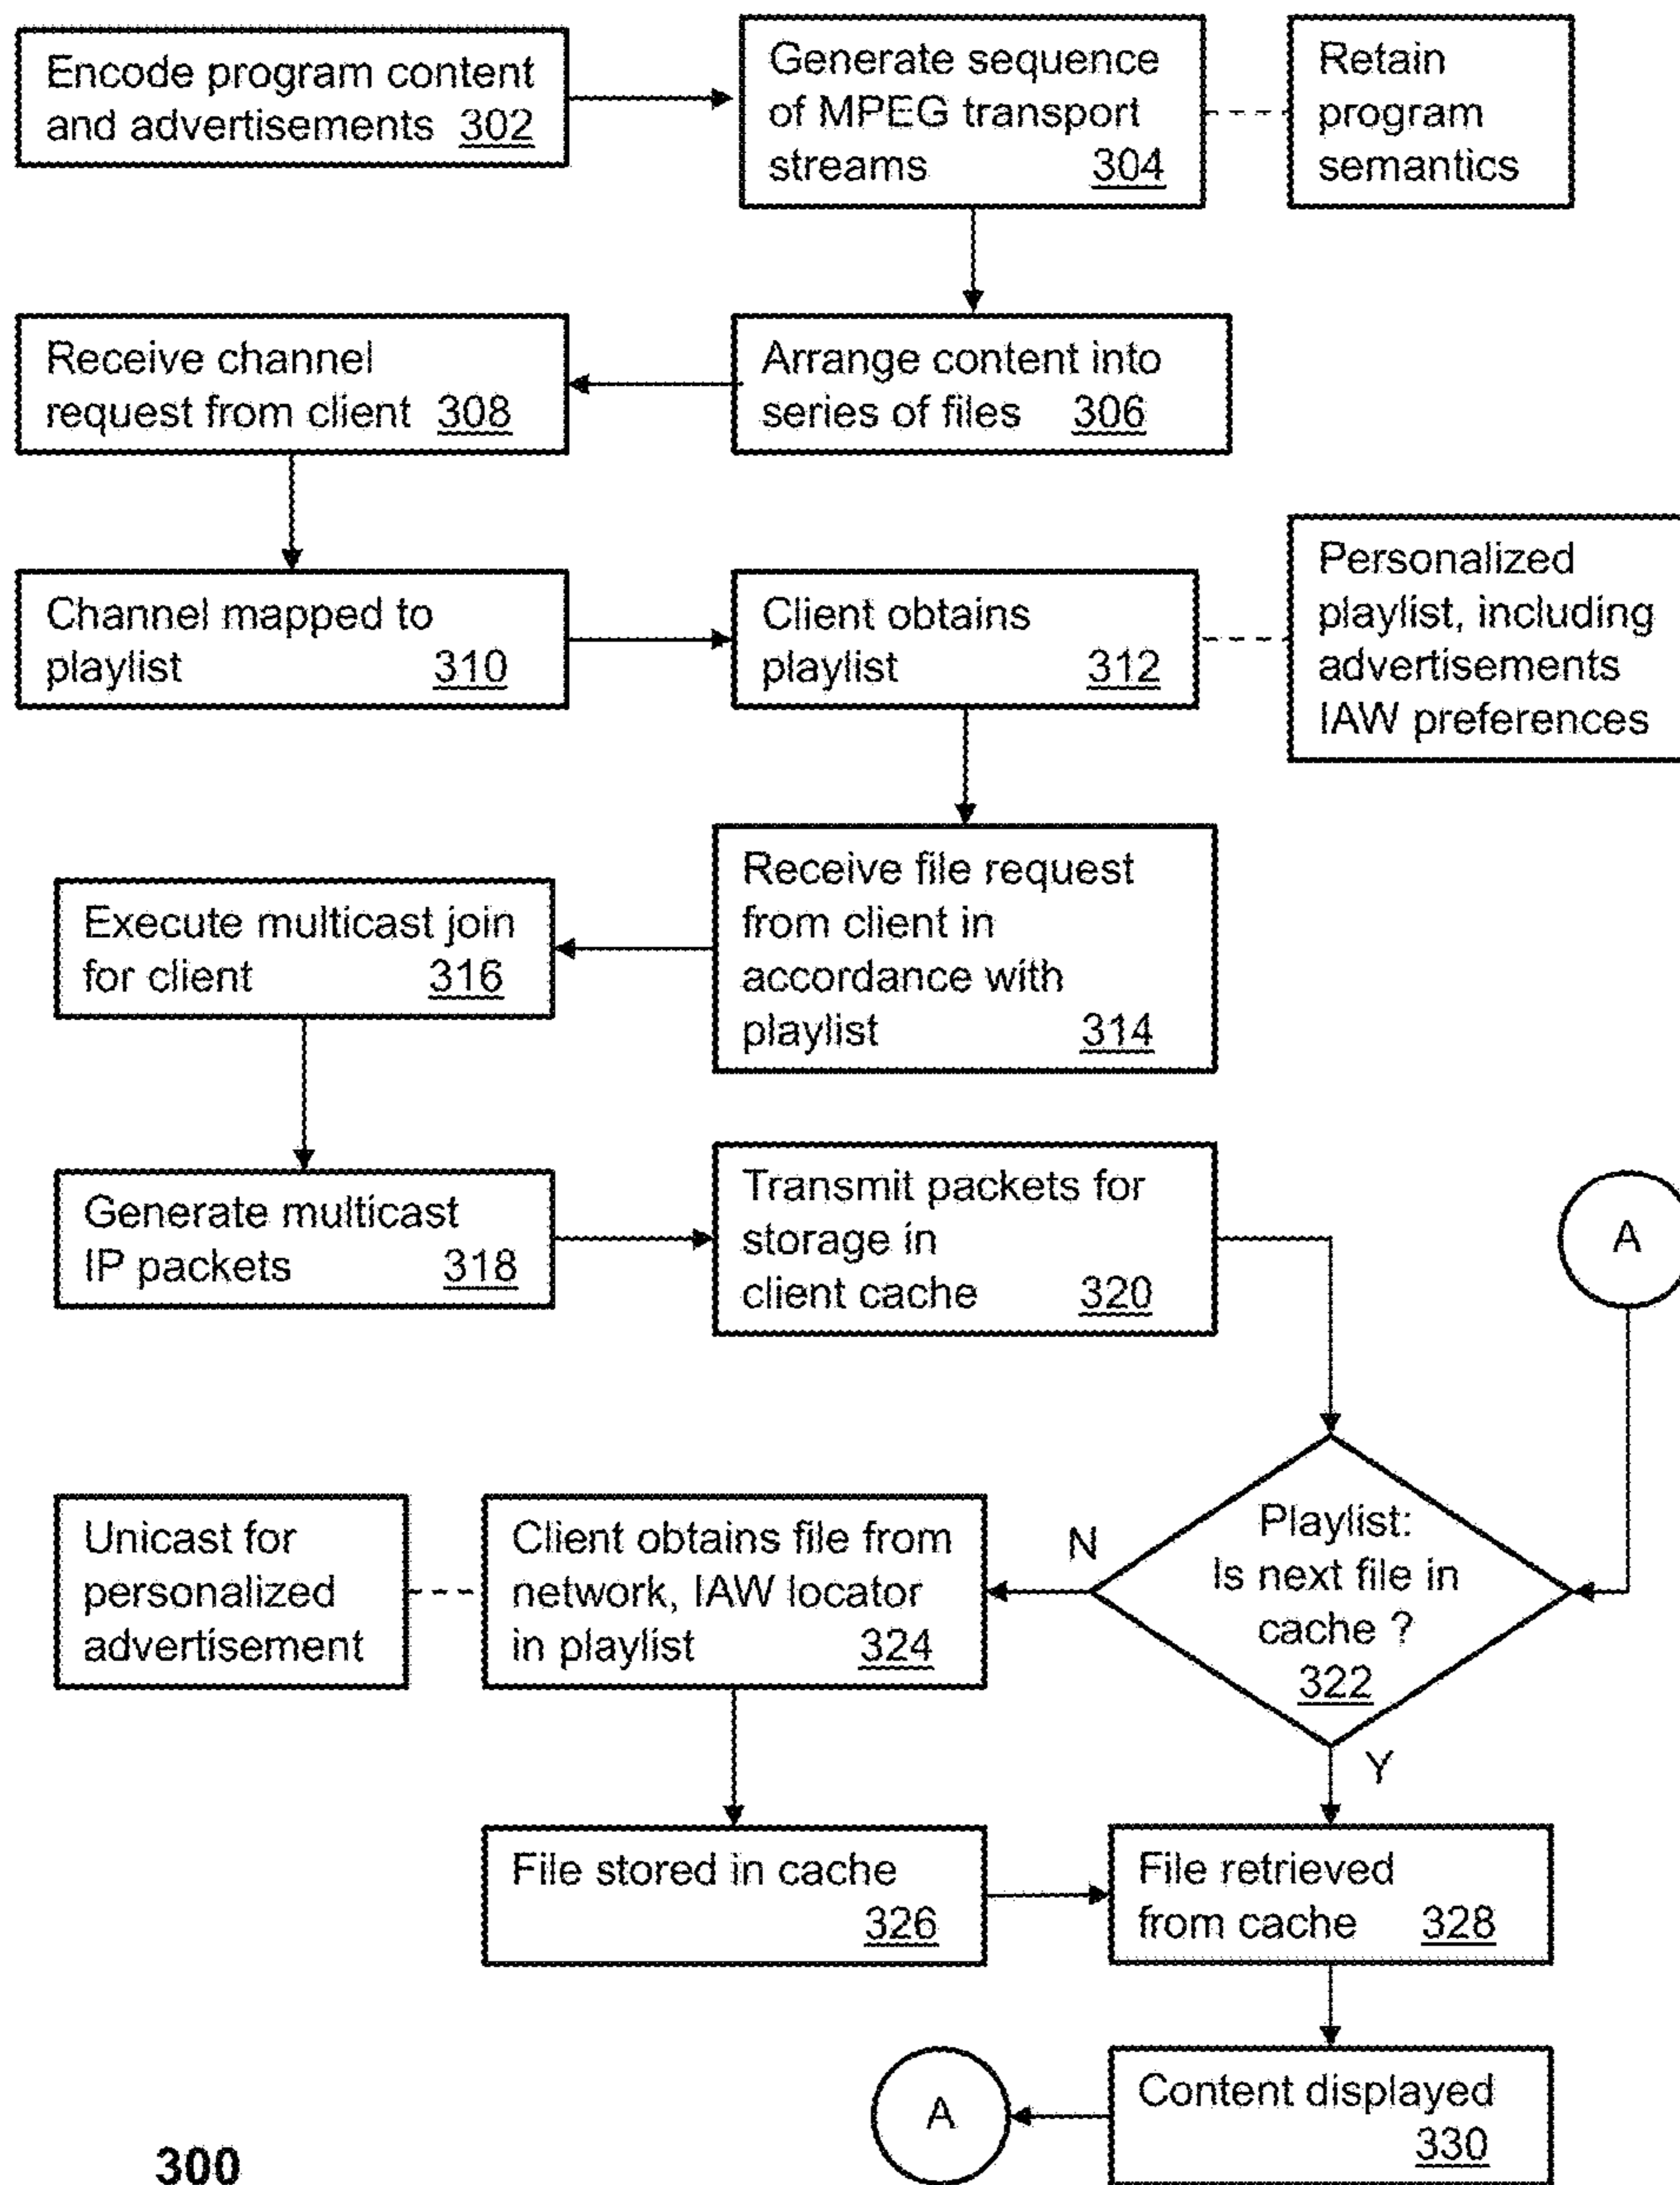 Encode program content
and advertisements 302
Generate sequence
of MPEG transport
streams 304
Retain
program
semantics
Receive channel
request from client 308
Arrange content into
series of files 306
Channel mapped to
playlist 310
Client obtains
playlist 312
Personalized
playlist, including
advertisements
IAW preferences
Execute multicast join
for client 316
Receive file request
from client in
accordance with
playlist 314
Generate multicast
IP packets 318
Transmit packets for
storage in
client cache 320
A
Unicast for
personalized
advertisement
Client obtains file from
network, IAW locator
in playlist 324
N
Playlist:
Is next file in
cache ?
322
Y
File stored in cache
326
File retrieved
from cache 328
A
Content displayed
330
300